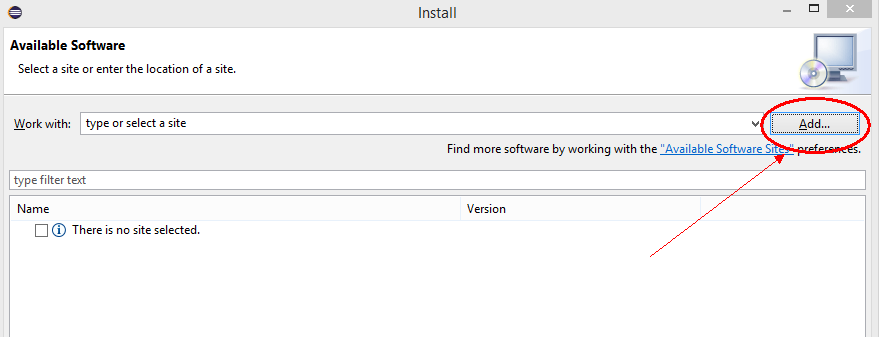 Install
Available Software
Select a site or enter the location of a site.
Work with: type or select a site Add...
Find more software by working with the "Available Software Sites" preferences.
type filter text
Name Version
There is no site selected.